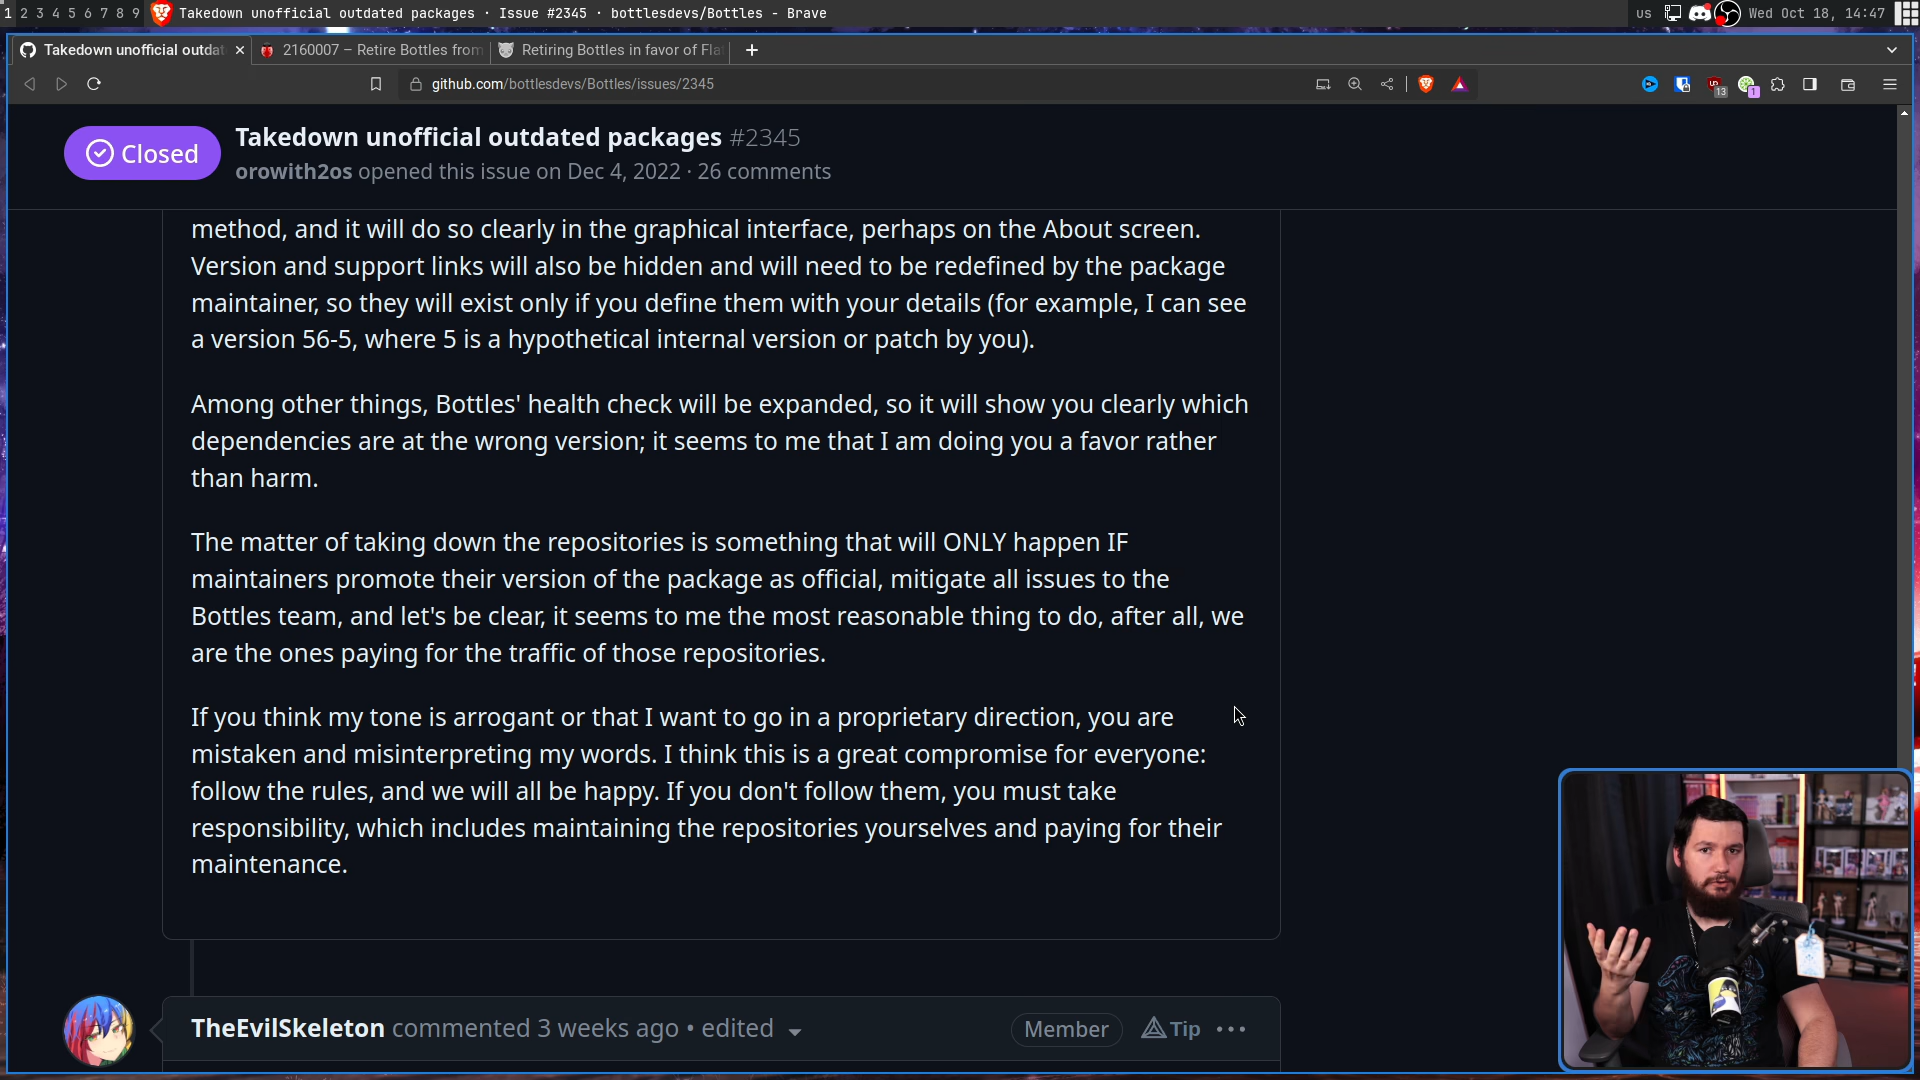 1 2 3 4 5 6 7 8 9 Takedown unofficial outdated packages · Issue #2345 · bottlesdevs/Bottles - Brave
us Wed Oct 18, 14:47
Takedown unofficial outdat
2160007 – Retire Bottles from
Retiring Bottles in favor of Fla
github.com/bottlesdevs/Bottles/issues/2345
13
1
Closed
Takedown unofficial outdated packages #2345
orowith2os opened this issue on Dec 4, 2022 · 26 comments
method, and it will do so clearly in the graphical interface, perhaps on the About screen.
Version and support links will also be hidden and will need to be redefined by the package
maintainer, so they will exist only if you define them with your details (for example, I can see
a version 56-5, where 5 is a hypothetical internal version or patch by you).
Among other things, Bottles' health check will be expanded, so it will show you clearly which
dependencies are at the wrong version; it seems to me that I am doing you a favor rather
than harm.
The matter of taking down the repositories is something that will ONLY happen IF
maintainers promote their version of the package as official, mitigate all issues to the
Bottles team, and let's be clear, it seems to me the most reasonable thing to do, after all, we
are the ones paying for the traffic of those repositories.
If you think my tone is arrogant or that I want to go in a proprietary direction, you are
mistaken and misinterpreting my words. I think this is a great compromise for everyone:
follow the rules, and we will all be happy. If you don't follow them, you must take
responsibility, which includes maintaining the repositories yourselves and paying for their
maintenance.
TheEvilSkeleton commented 3 weeks ago • edited
Member
Tip